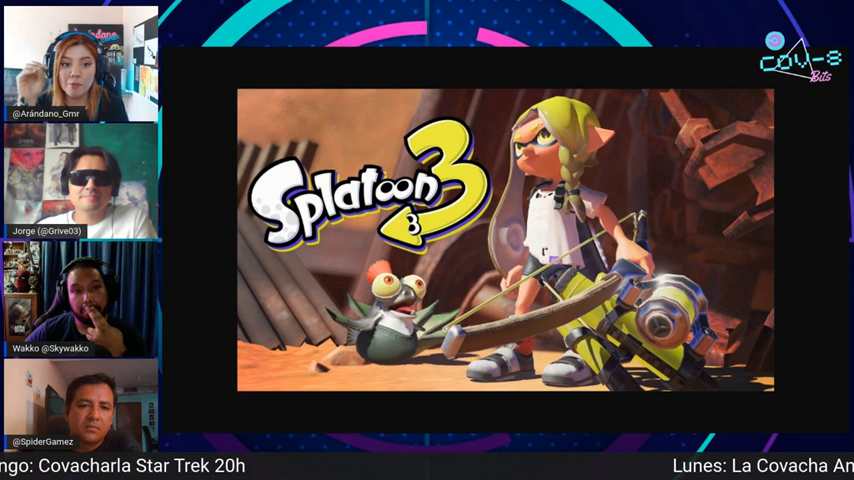 @Arándano_Gmr
Jorge (@Grive03)
Wakko @Skywakko
@SpiderGamez
Splatoon 3
3
COV-8
Bits
ngo: Covacharla Star Trek 20h
Lunes: La Covacha An